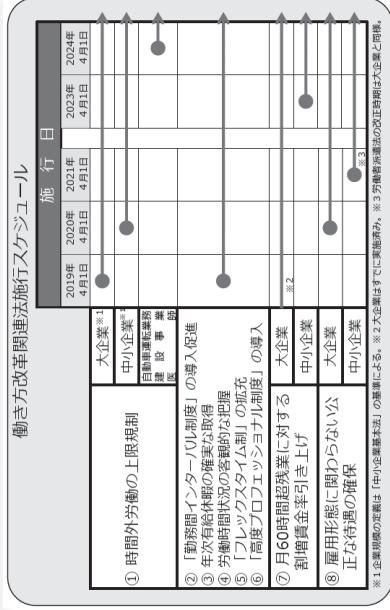 働き方改革関連法施行スケジュール
施行日
2019年
4月1日
2020年
4月1日
2021年
4月1日
2023年
4月1日
2024年
4月1日
① 時間外労働の上限規制
大企業※1
中小企業※1
自動車運転業務
建設事業
医師
②「勤務間インターバル制度」の導入促進
③ 年次有給休暇の確実な取得
④ 労働時間状況の客観的な把握
⑤「フレックスタイム制」の拡充
⑥「高度プロフェッショナル制度」の導入
⑦ 月60時間超残業に対する
割増賃金率引き上げ
大企業
※2
中小企業
⑧ 雇用形態に関わらない公
正な待遇の確保
大企業
中小企業
※3
※1 企業規模の定義は「中小企業基本法」の基準による。※2 大企業はすでに実施済み。※3 労働者派遣法の改正時期は大企業と同様。